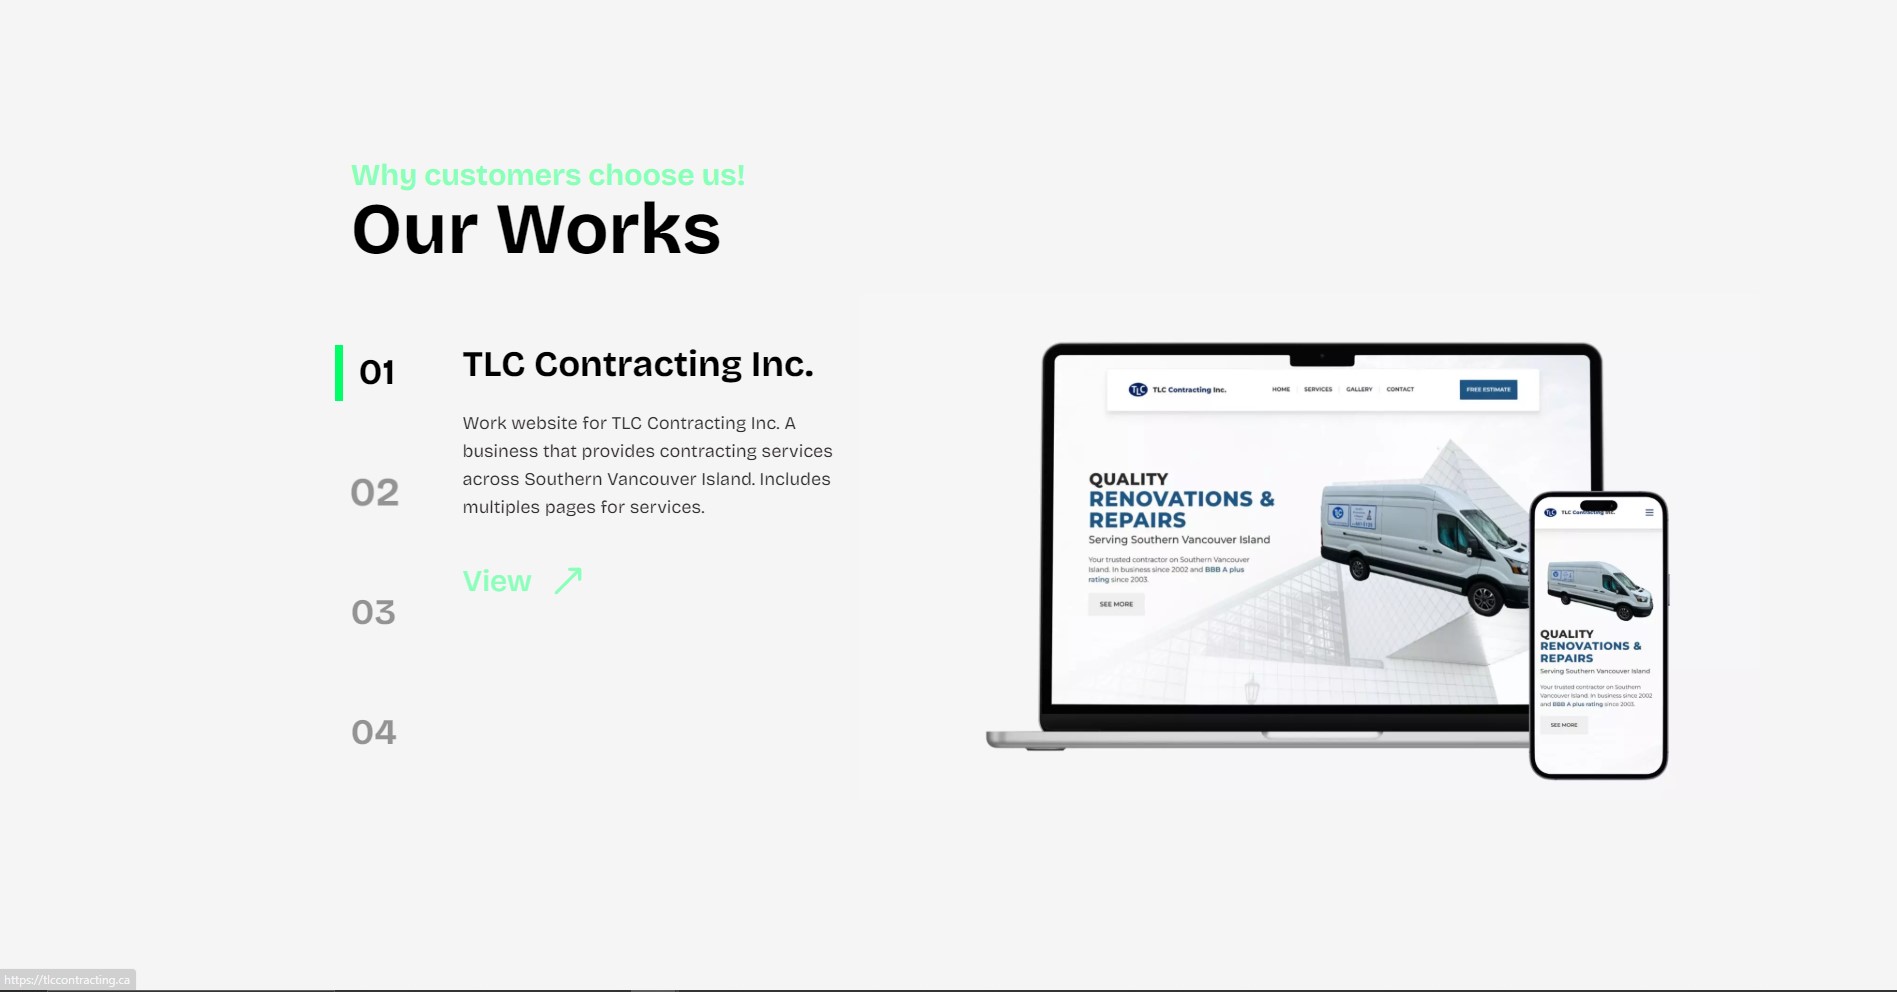 Why customers choose us!
Our Works
01
TLC Contracting Inc.
Work website for TLC Contracting Inc. A
business that provides contracting services
across Southern Vancouver Island. Includes
multiples pages for services.
View
02
03
04
TLC TLC Contracting Inc.
HOME SERVICES GALLERY CONTACT
FREE ESTIMATE
QUALITY
RENOVATIONS &
REPAIRS
Serving Southern Vancouver Island
Your trusted contractor on Southern Vancouver
Island. In business since 2002 and BBB A plus
rating since 2003.
SEE MORE
TLC TLC Contracting Inc.
QUALITY
RENOVATIONS &
REPAIRS
Serving Southern Vancouver Island
Your trusted contractor on Southern
Vancouver Island. In business since 2002
and BBB A plus rating since 2003.
SEE MORE
https://tlccontracting.ca